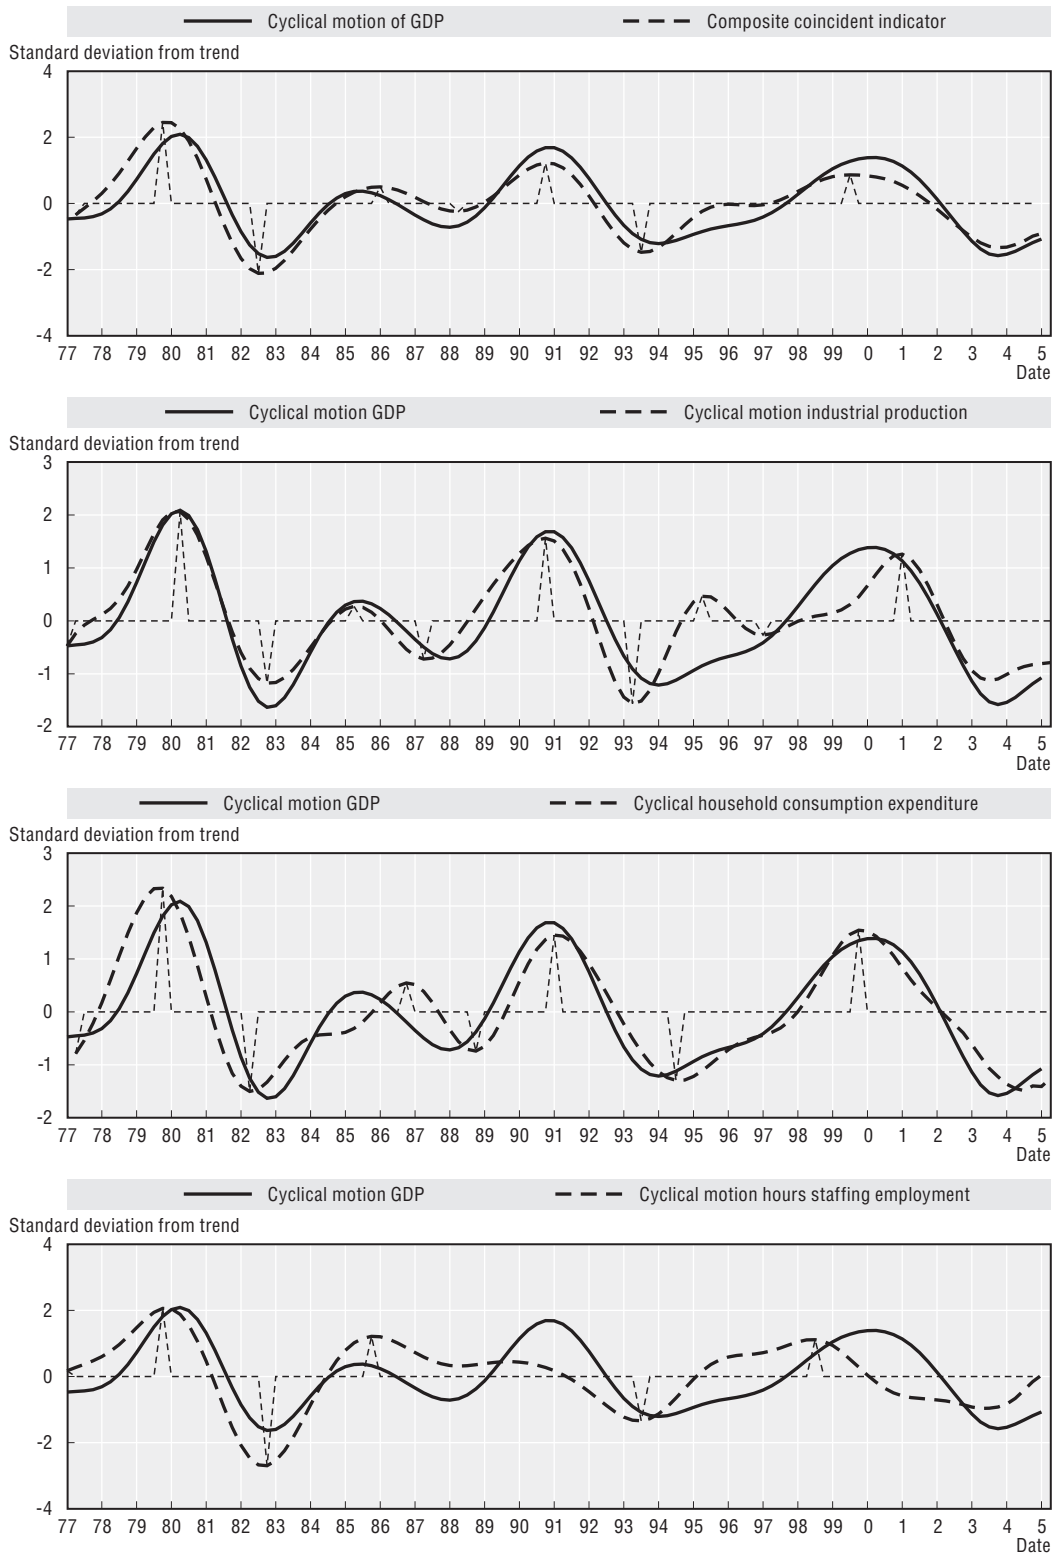 Cyclical motion of GDP Composite coincident indicator
Standard deviation from trend
4
2
0
-2
-4
77 78 79 80 81 82 83 84 85 86 87 88 89 90 91 92 93 94 95 96 97 98 99 0 1 2 3 4 5
Date
Cyclical motion GDP Cyclical motion industrial production
Standard deviation from trend
3
2
1
0
-1
-2
77 78 79 80 81 82 83 84 85 86 87 88 89 90 91 92 93 94 95 96 97 98 99 0 1 2 3 4 5
Date
Cyclical motion GDP Cyclical household consumption expenditure
Standard deviation from trend
3
2
1
0
-1
-2
77 78 79 80 81 82 83 84 85 86 87 88 89 90 91 92 93 94 95 96 97 98 99 0 1 2 3 4 5
Date
Cyclical motion GDP Cyclical motion hours staffing employment
Standard deviation from trend
4
2
0
-2
-4
77 78 79 80 81 82 83 84 85 86 87 88 89 90 91 92 93 94 95 96 97 98 99 0 1 2 3 4 5
Date